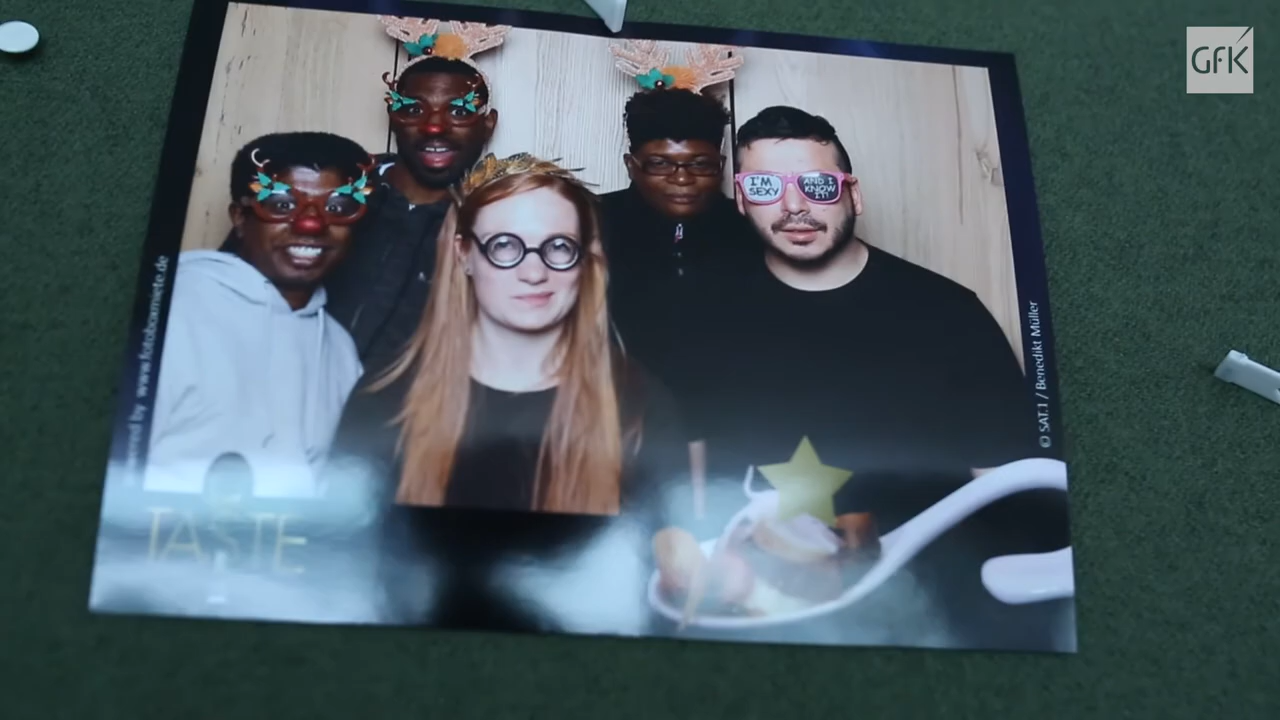 GfK
I'M
SEXY
AND I
KNOW
IT!
www.fotoboxmiete.de
© SAT.1 / Benedikt Müller
TASTE